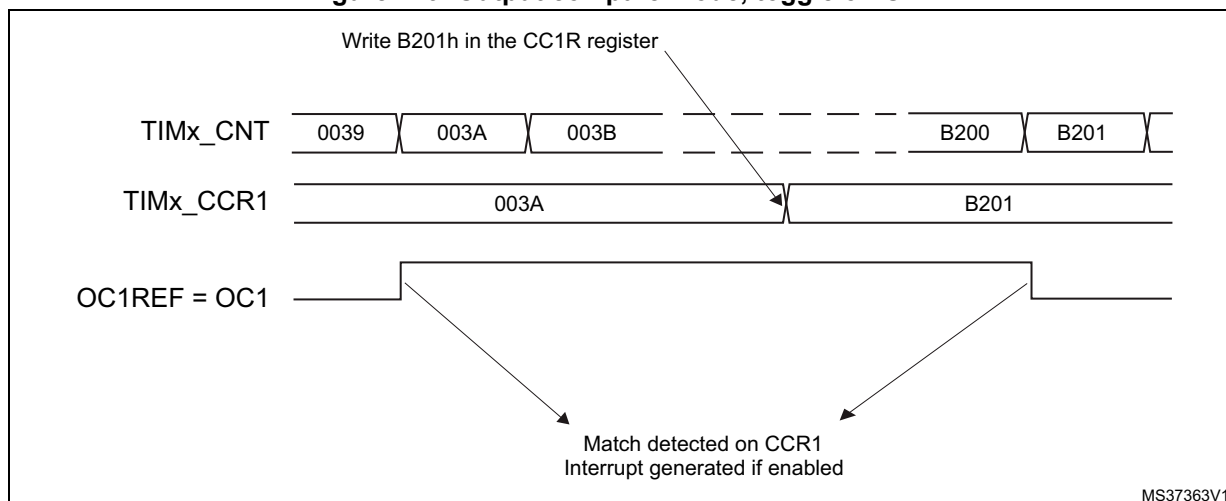 Write B201h in the CC1R register
TIMx_CNT 0039 003A 003B B200 B201
TIMx_CCR1 003A B201
OC1REF = OC1
Match detected on CCR1
Interrupt generated if enabled
MS37363V1